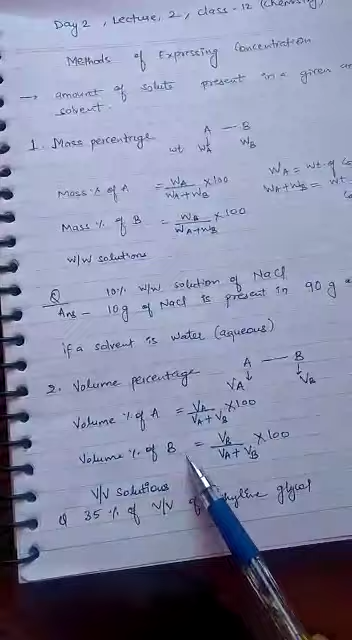 Day 2, Lecture, 2, class-12 (Chemistry)
Methods of Expressing Concentration
→ amount of solute present in a given
solvent.
1. Mass percentage
A — B
wt WA WB
Mass % of A = WA/WA+WB × 100
WA = wt. of
Mass % of B = WB/WA+WB × 100
WA+WB = wt
W/W solutions
Q 10% W/W solution of NaCl
Ans - 10g of NaCl is present in 90g
if a solvent is water (aqueous)
2. Volume percentage
A — B
VA VB
Volume % of A = VA/VA+VB × 100
Volume % of B = VB/VA+VB × 100
V/V solutions
Q 35 % of V/V of glycol